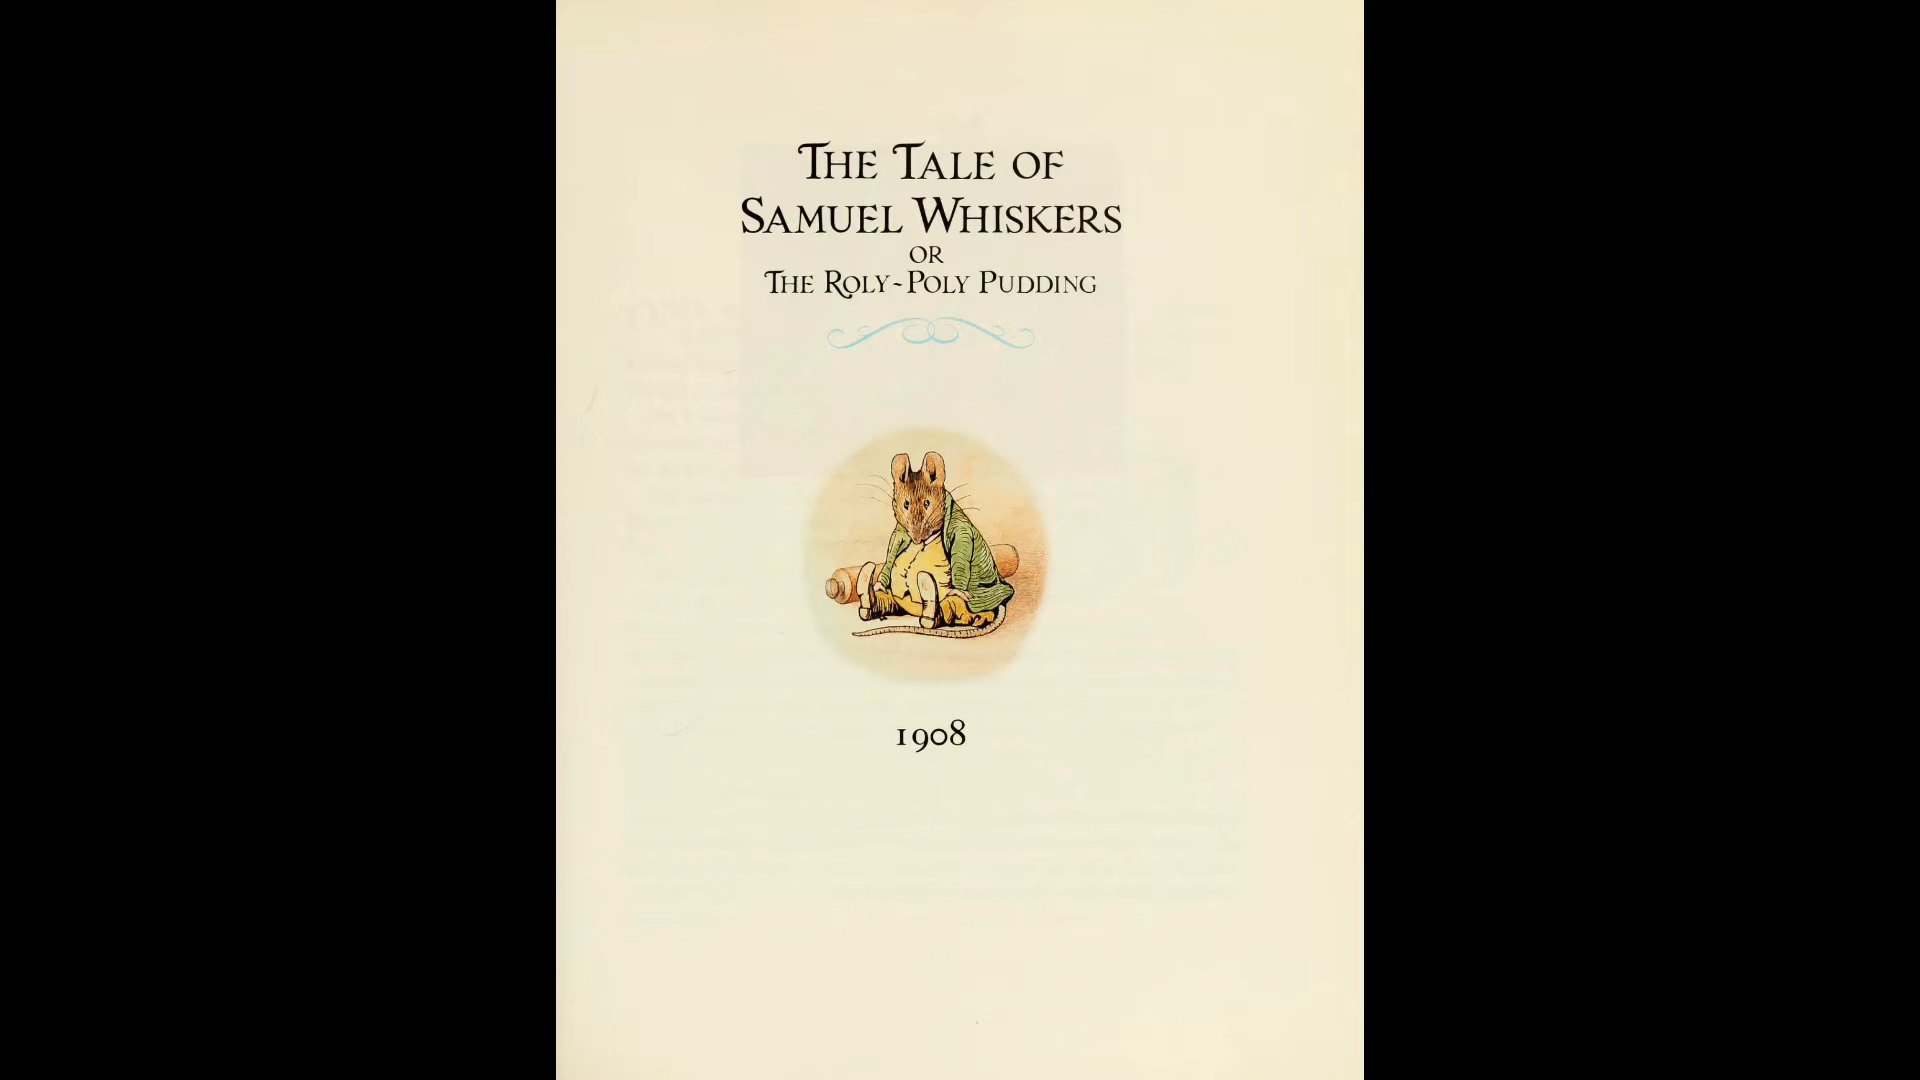 The Tale of
Samuel Whiskers
or
The Roly-Poly Pudding
1908